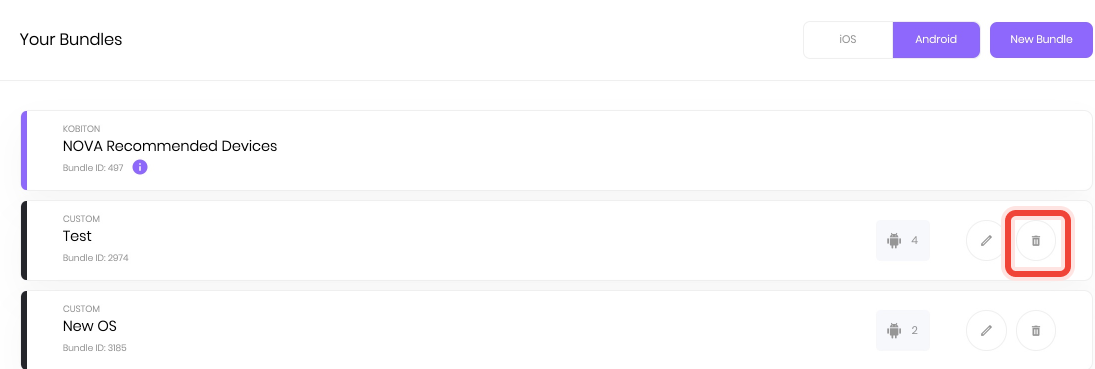 Your Bundles
iOS
Android
New Bundle
KOBITON
NOVA Recommended Devices
Bundle ID: 497
CUSTOM
Test
Bundle ID: 2974
4
CUSTOM
New OS
Bundle ID: 3185
2